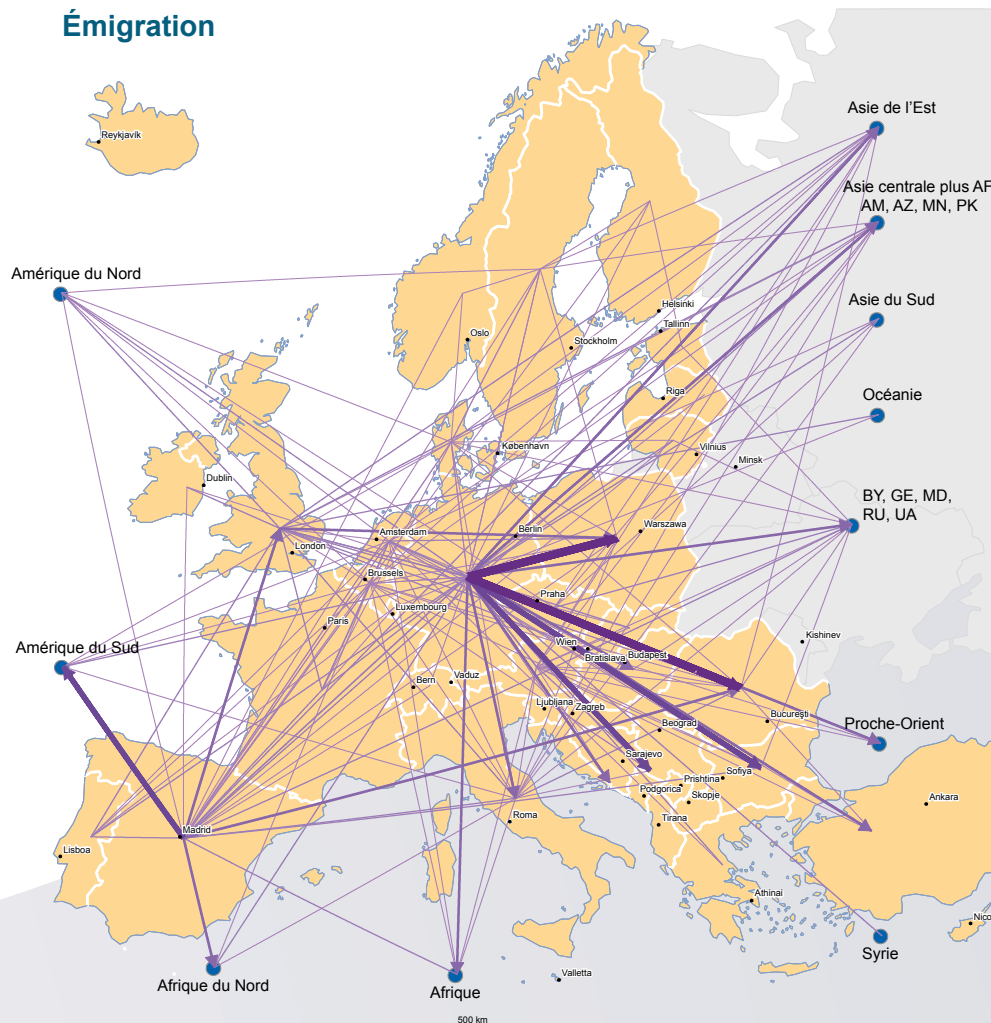 Émigration
Asie de l'Est
Reykjavík
Asie centrale plus AF
AM, AZ, MN, PK
Amérique du Nord
Asie du Sud
Helsinki
Tallinn
Oslo
Stockholm
Riga
Océanie
København
Vilnius
Minsk
Dublin
BY, GE, MD,
RU, UA
Warszawa
Berlin
Amsterdam
London
Brussels
Praha
Luxembourg
Paris
Kishinev
Wien
Bratislava
Budapest
Amérique du Sud
Vaduz
Bern
Ljubljana
Zagreb
Bucureşti
Beograd
Proche-Orient
Sarajevo
Sofiya
Prishtina
Podgorica
Skopje
Ankara
Roma
Tirana
Madrid
Lisboa
Athinai
Nico
Syrie
Valletta
Afrique du Nord
Afrique
500 km